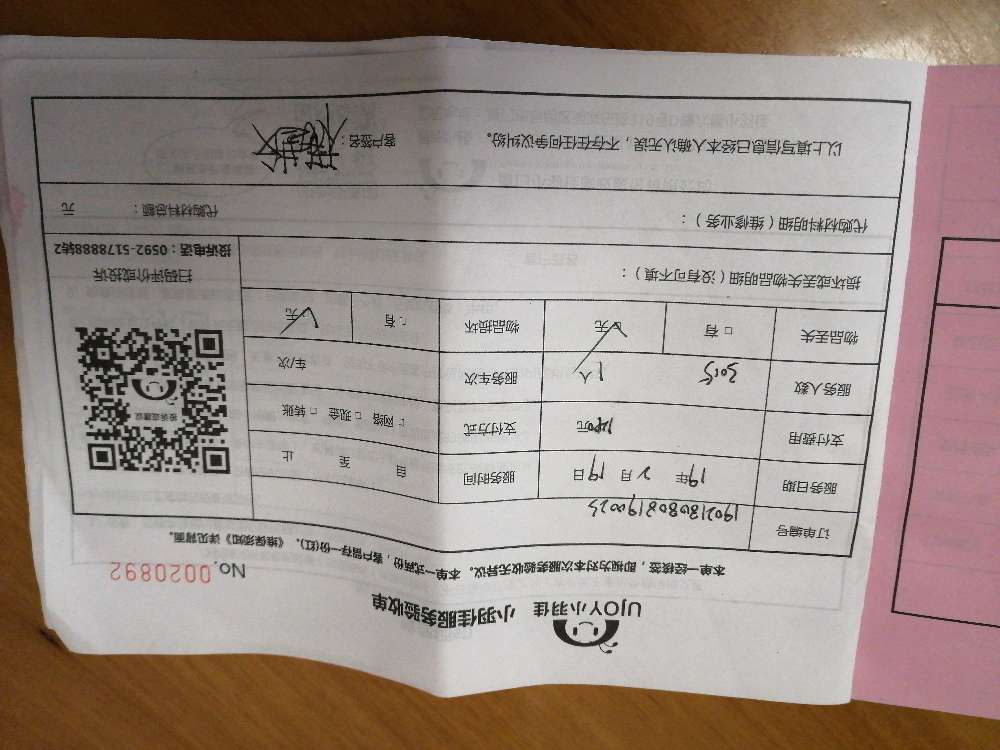 UJOY小羽佳 小羽佳服务验收单
No. 0020892
本单一经核签，即视为对本次服务验收无异议。本单一式两份，客户留存一份(红)。《维保须知》详见背面。
订单编号
服务日期 19年 2月 19日 服务时间 自 至 止
支付费用 元 支付方式 □网络 □现金 □转账
服务人数 1人 服务车次 车/次
物品丢失 □有 □无 物品损坏 □有 □无
损坏或丢失物品明细（没有可不填）：
投诉或建议
扫码评价或投诉
投诉电话：0592-5178888转2
代购材料明细（维修业务）： 代购材料总额： 元
以上填写信息已经本人确认无误，不存在任何争议纠纷。 客户签名：